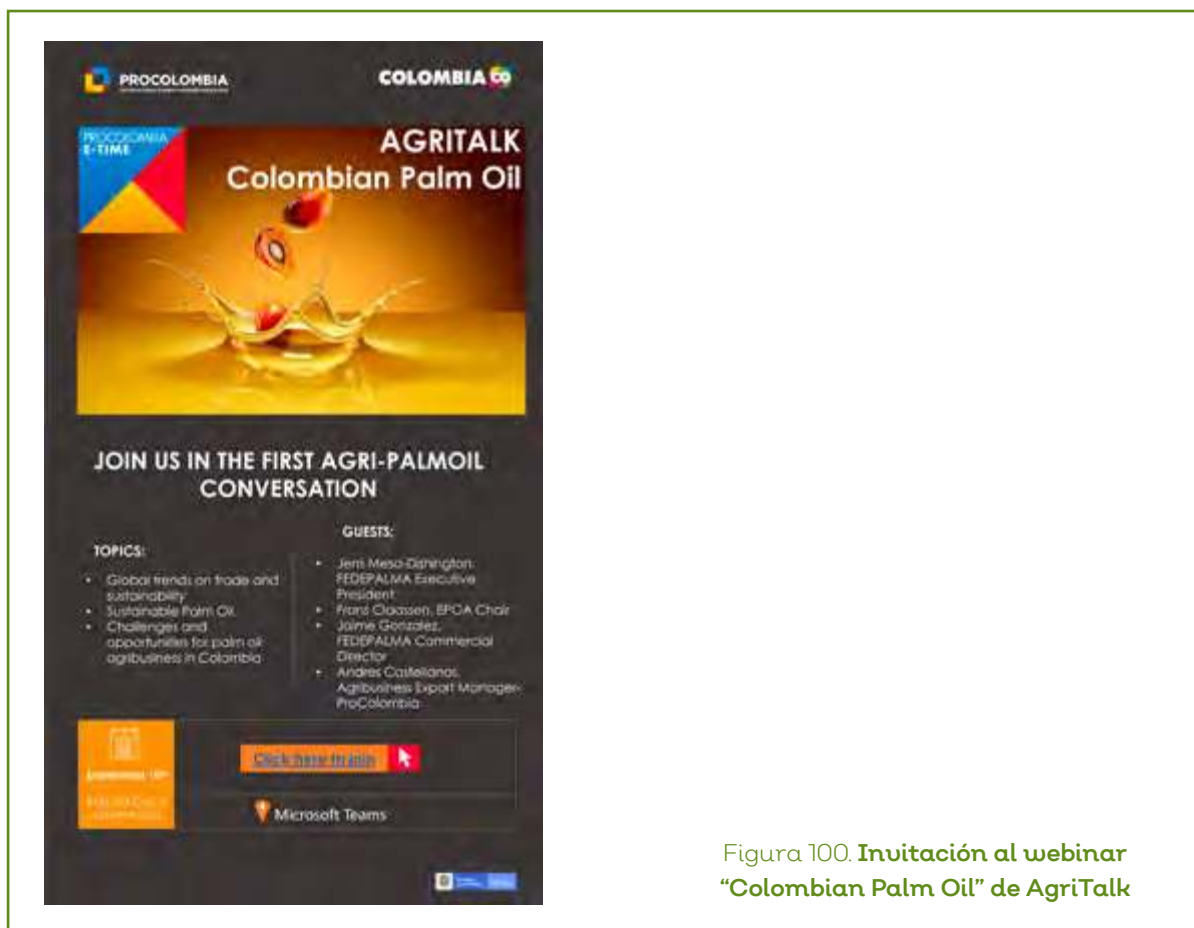 PROCOLOMBIA
COLOMBIA CO
PROCOLOMBIA
E-TIME
AGRITALK
Colombian Palm Oil
JOIN US IN THE FIRST AGRI-PALMOIL
CONVERSATION
TOPICS:
• Global trends on trade and
sustainability
• Sustainable Palm Oil
• Challenges and
opportunities for palm oil
agribusiness in Colombia
GUESTS:
• Jens Mesa-Dishington,
FEDEPALMA Executive
President
• Frans Claassen, EPOA Chair
• Jaime Gonzalez,
FEDEPALMA Commercial
Director
• Andres Castellanos,
Agribusiness Export Manager-
ProColombia
Click here to join
Microsoft Teams
Figura 100. Invitación al webinar
“Colombian Palm Oil” de AgriTalk